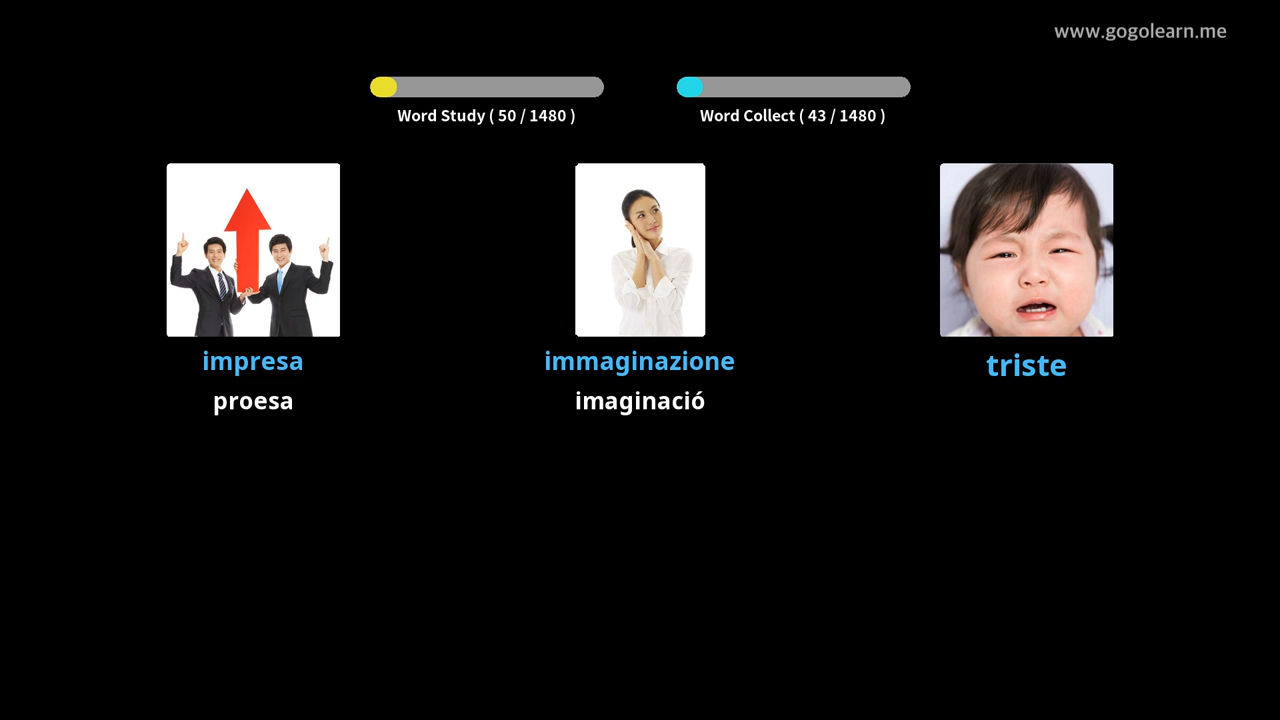 www.gogolearn.me
Word Study ( 50 / 1480 )
Word Collect ( 43 / 1480 )
impresa
proesa
immaginazione
imaginació
triste